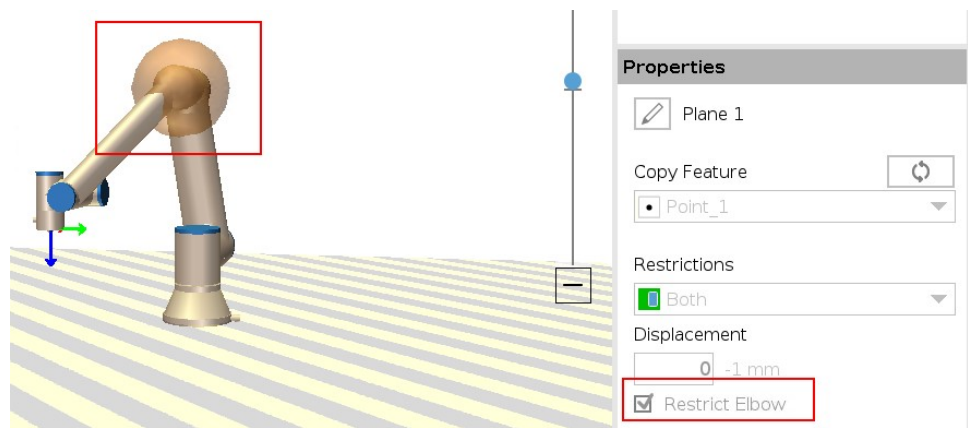 Properties
Plane 1
Copy Feature
Point_1
Restrictions
Both
Displacement
0 -1 mm
Restrict Elbow